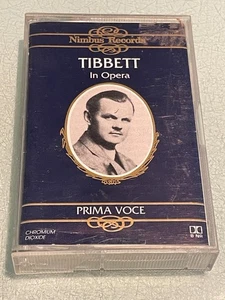 Nimbus Records
TIBBETT
In Opera
PRIMA VOCE
CHROMIUM
DIOXIDE